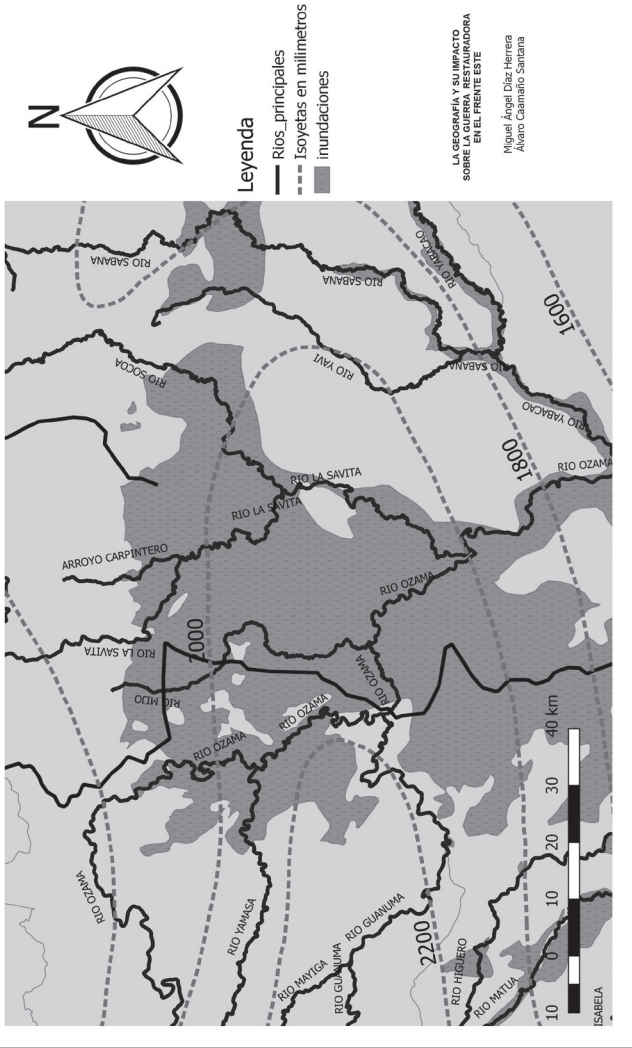 N
Leyenda
Rios_principales
Isoyetas en milimetros
inundaciones
LA GEOGRAFÍA Y SU IMPACTO
SOBRE LA GUERRA RESTAURADORA
EN EL FRENTE ESTE
Miguel Ángel Díaz Herrera
Álvaro Caamaño Santana
RIO SABANA
RIO SABANA
RIO YABACAO
RIO SABANA
RIO YABACAO
RIO SOCOA
RIO YAVI
1600
1800
RIO OZAMA
RIO LA SAVITA
RIO LA SAVITA
ARROYO CARPINTERO
RIO OZAMA
RIO LA SAVITA
2000
RIO MIJO
RIO OZAMA
RIO OZAMA
RIO OZAMA
RIO OZAMA
RIO YAMASA
RIO GUANUMA
RIO MAYIGA
RIO GUANUMA
2200
RIO HIGUERO
RIO MATUA
ISABELA
10 0 10 20 30 40 km